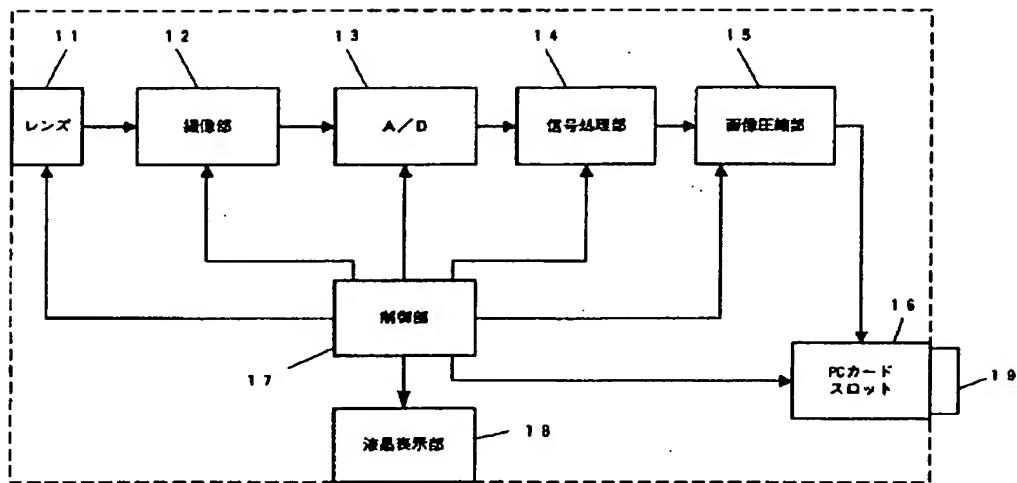 11
12
13
14
15
レンズ
撮像部
A/D
信号処理部
画像圧縮部
制御部
16
17
PCカード
スロット
19
液晶表示部
18